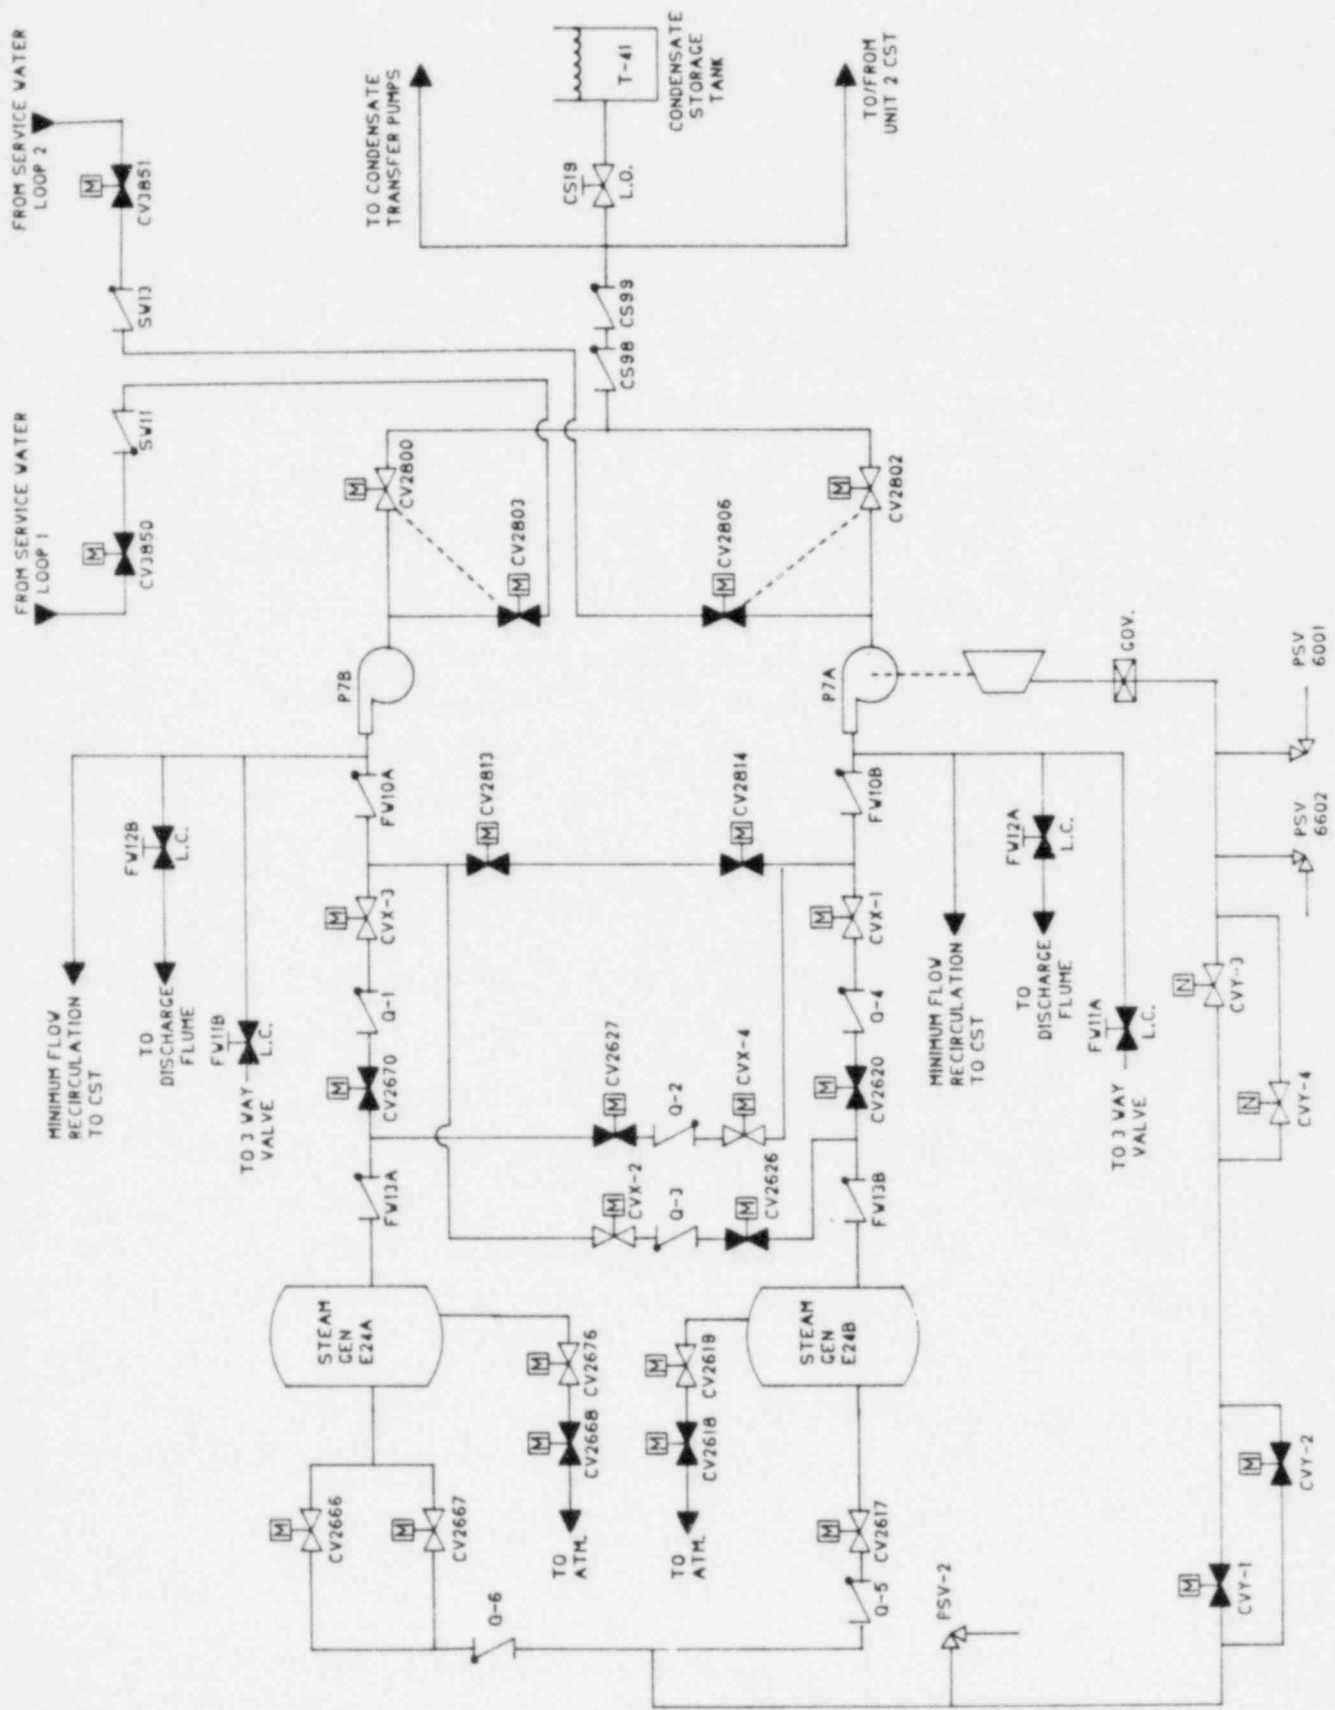 FROM SERVICE WATER
LOOP 2
M
CV3851
SW13
FROM SERVICE WATER
LOOP 1
M
CV3850
SW11
TO CONDENSATE
TRANSFER PUMPS
T-41
CONDENSATE
STORAGE
TANK
CS19
L.O.
TO/FROM
UNIT 2 CST
CS99
CS98
M
CV2800
M
CV2803
M
CV2806
M
CV2802
P7B
P7A
GOV.
PSV
6001
PSV
6602
MINIMUM FLOW
RECIRCULATION
TO CST
FW12B
L.C.
TO
DISCHARGE
FLUME
FW11B
L.C.
TO 3 WAY
VALVE
FW10A
M
CV2813
M
CV2814
FW10B
M
CVX-3
M
CVX-1
Q-1
Q-4
M
CV2670
M
CV2627
Q-2
M
CVX-4
M
CV2620
FW13A
M
CVX-2
Q-3
M
CV2626
FW13B
MINIMUM FLOW
RECIRCULATION
TO CST
FW12A
L.C.
TO
DISCHARGE
FLUME
FW11A
L.C.
TO 3 WAY
VALVE
N
CVY-3
N
CVY-4
STEAM
GEN
E24A
STEAM
GEN
E24B
M
CV2676
M
CV2668
TO
ATM.
M
CV2619
M
CV2618
TO
ATM.
M
CV2666
M
CV2667
Q-6
M
CV2617
Q-5
PSV-2
M
CVY-1
M
CVY-2